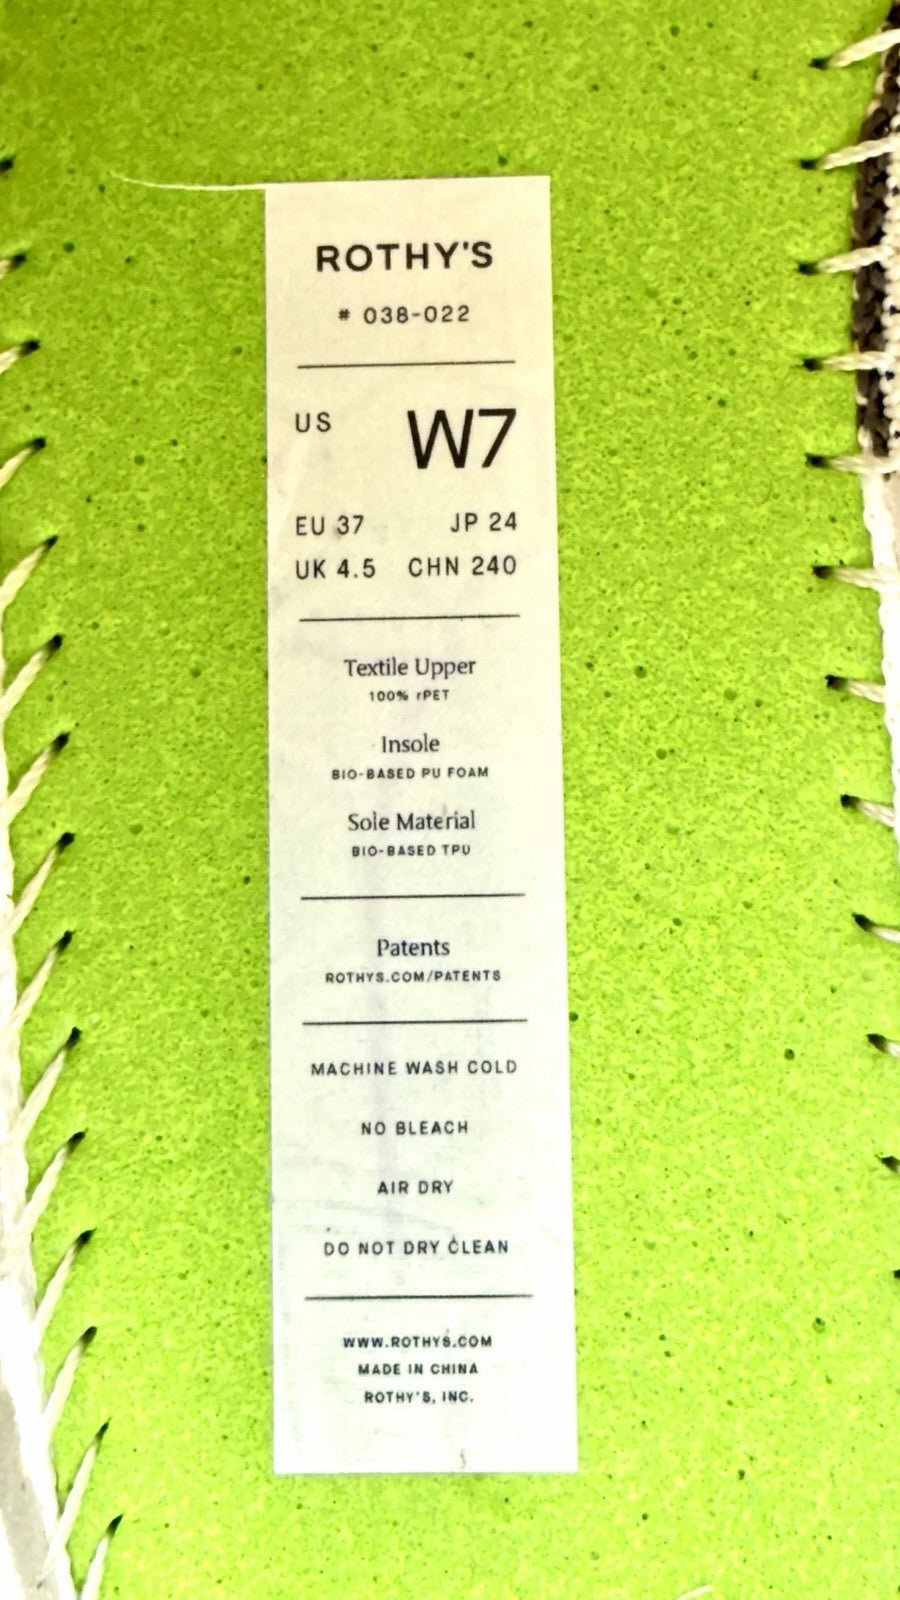 ROTHY'S
# 038-022
US W7
EU 37 JP 24
UK 4.5 CHN 240
Textile Upper
100% rPET
Insole
BIO-BASED PU FOAM
Sole Material
BIO-BASED TPU
Patents
ROTHYS.COM/PATENTS
MACHINE WASH COLD
NO BLEACH
AIR DRY
DO NOT DRY CLEAN
WWW.ROTHYS.COM
MADE IN CHINA
ROTHY'S, INC.